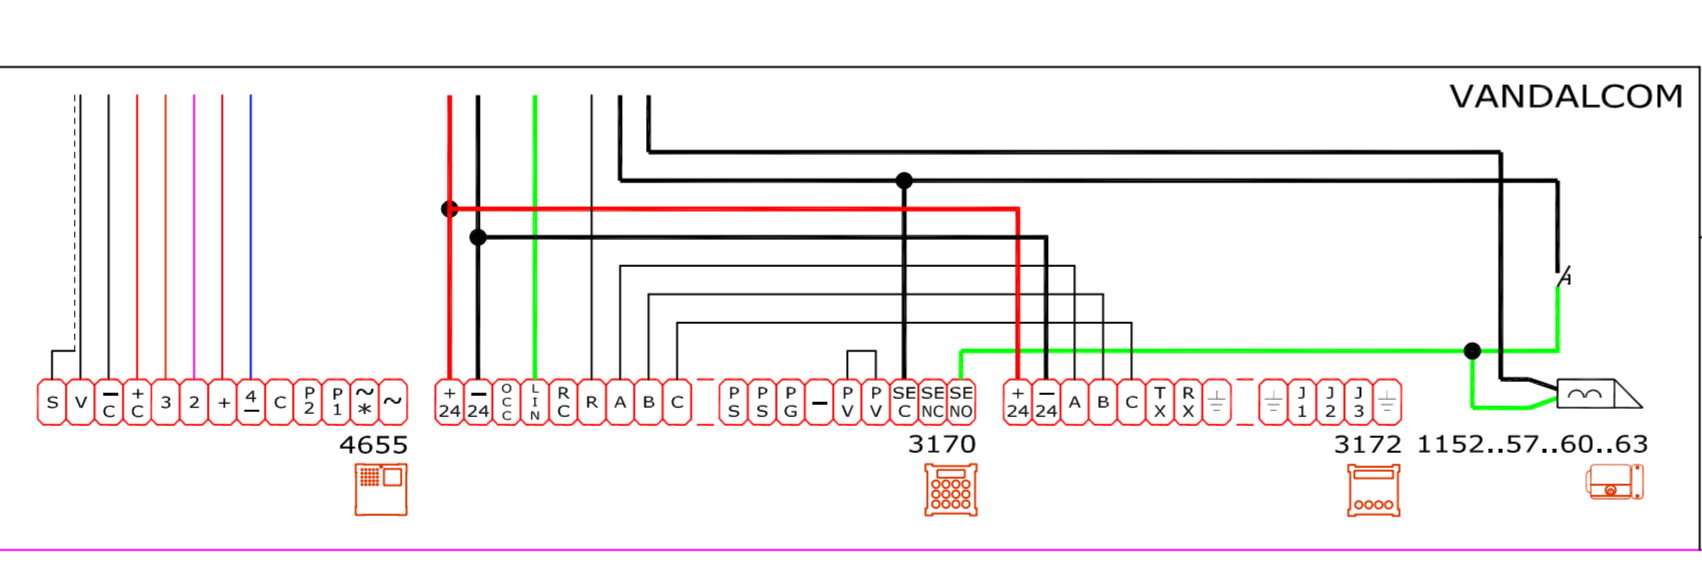 VANDALCOM
S V — C + C 3 2 + 4 — C P 2 P 1 ~ * ~
+ 24 — 24 O C C L I N R C R A B C — P S P S P G — P V P V SE C SE NC SE NO + 24 — 24 A B C T X R X — J 1 J 2 J 3
4655 3170 3172 1152..57..60..63